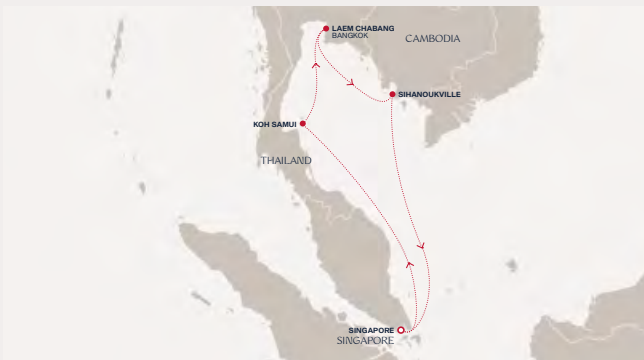 LAEM CHABANG
BANGKOK
CAMBODIA
SIHANOUKVILLE
KOH SAMUI
THAILAND
SINGAPORE
SINGAPORE